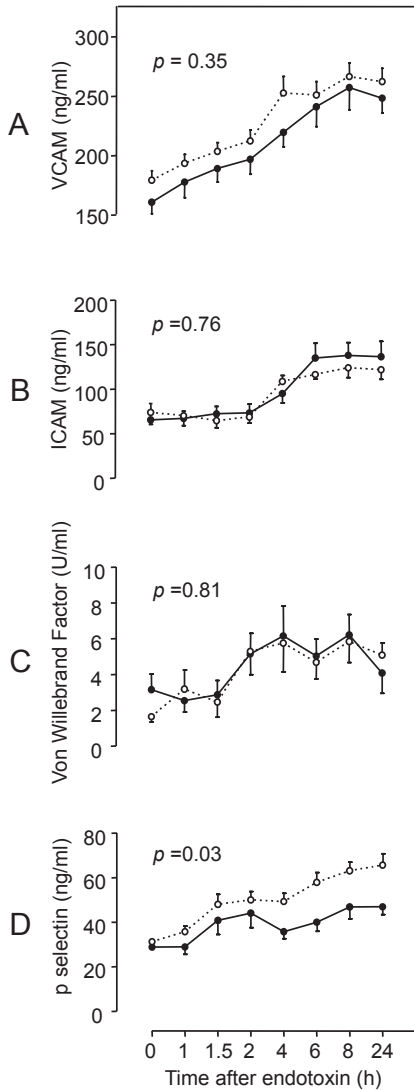 A
VCAM (ng/ml)
300
250
200
150
p = 0.35
B
ICAM (ng/ml)
200
150
100
50
0
p =0.76
C
Von Willebrand Factor (U/ml)
10
8
6
4
2
0
p =0.81
D
p selectin (ng/ml)
80
60
40
20
0
p =0.03
0 1 1.5 2 4 6 8 24
Time after endotoxin (h)